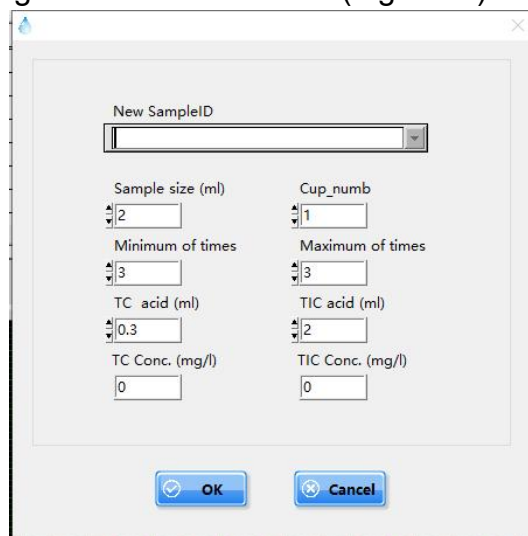 New SampleID
Sample size (ml) Cup_numb
2 1
Minimum of times Maximum of times
3 3
TC acid (ml) TIC acid (ml)
0.3 2
TC Conc. (mg/l) TIC Conc. (mg/l)
0 0
OK Cancel